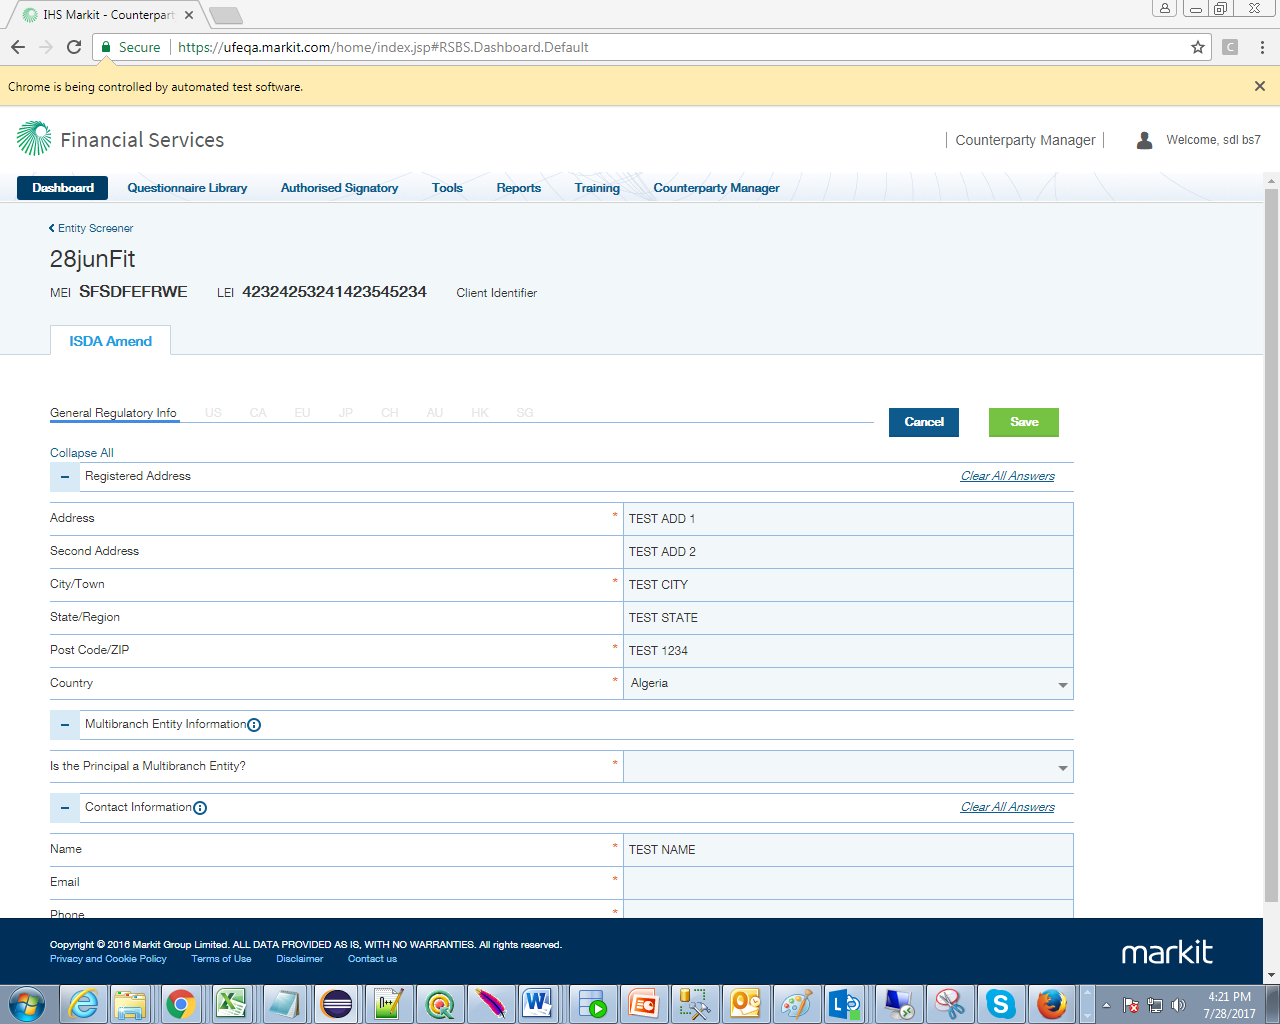 IHS Markit - Counterpart
Secure https://ufeqa.markit.com/home/index.jsp#RSBS.Dashboard.Default
Chrome is being controlled by automated test software.
Financial Services
Counterparty Manager
Welcome, sdl bs7
Dashboard Questionnaire Library Authorised Signatory Tools Reports Training Counterparty Manager
Entity Screener
28junFit
MEI SFSDFEFRWE LEI 42324253241423545234 Client Identifier
ISDA Amend
General Regulatory Info US CA EU JP CH AU HK SG
Cancel Save
Collapse All
Registered Address Clear All Answers
Address * TEST ADD 1
Second Address TEST ADD 2
City/Town * TEST CITY
State/Region TEST STATE
Post Code/ZIP * TEST 1234
Country * Algeria
Multibranch Entity Information
Is the Principal a Multibranch Entity? *
Contact Information Clear All Answers
Name * TEST NAME
Email *
Phone *
Copyright © 2016 Markit Group Limited. ALL DATA PROVIDED AS IS, WITH NO WARRANTIES. All rights reserved.
Privacy and Cookie Policy Terms of Use Disclaimer Contact us
markit
4:21 PM
7/28/2017